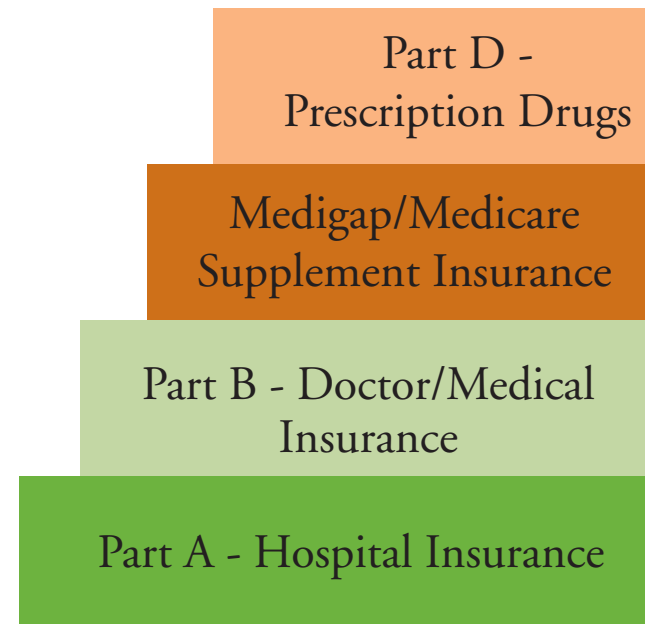 Part D -
Prescription Drugs
Medigap/Medicare
Supplement Insurance
Part B - Doctor/Medical
Insurance
Part A - Hospital Insurance